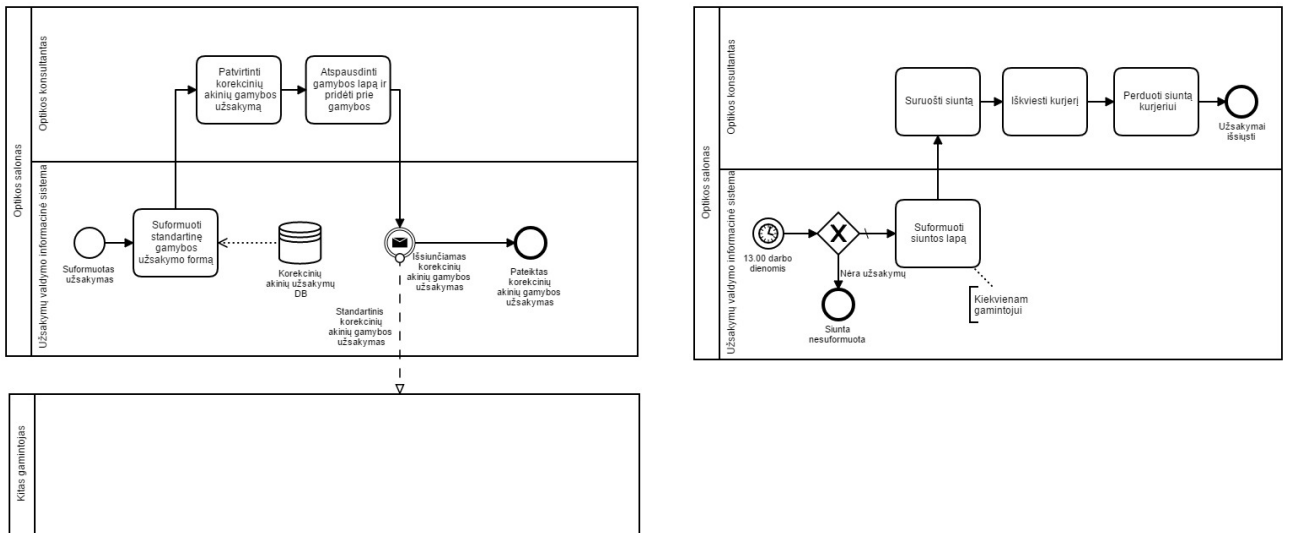 Optikos salonas
Optikos konsultantas
Patvirtinti
korekcinių
akinių gamybos
užsakymą
Atspausdinti
gamybos lapą ir
pridėti prie
gamybos
Užsakymų valdymo informacinė sistema
Suformuotas
užsakymas
Suformuoti
standartinę
gamybos
užsakymo formą
Korekcinių
akinių užsakymų
DB
Išsiunčiamas
korekcinių
akinių gamybos
užsakymas
Pateiktas
korekcinių
akinių gamybos
užsakymas
Standartinis
korekcinių
akinių gamybos
užsakymas
Kitas gamintojas
Optikos salonas
Optikos konsultantas
Suruošti siuntą
Iškviesti kurjerį
Perduoti siuntą
kurjeriui
Užsakymai
išsiųsti
Užsakymų valdymo informacinė sistema
13.00 darbo
dienomis
Nėra užsakymų
Siunta
nesuformuota
Suformuoti
siuntos lapą
Kiekvienam
gamintojui